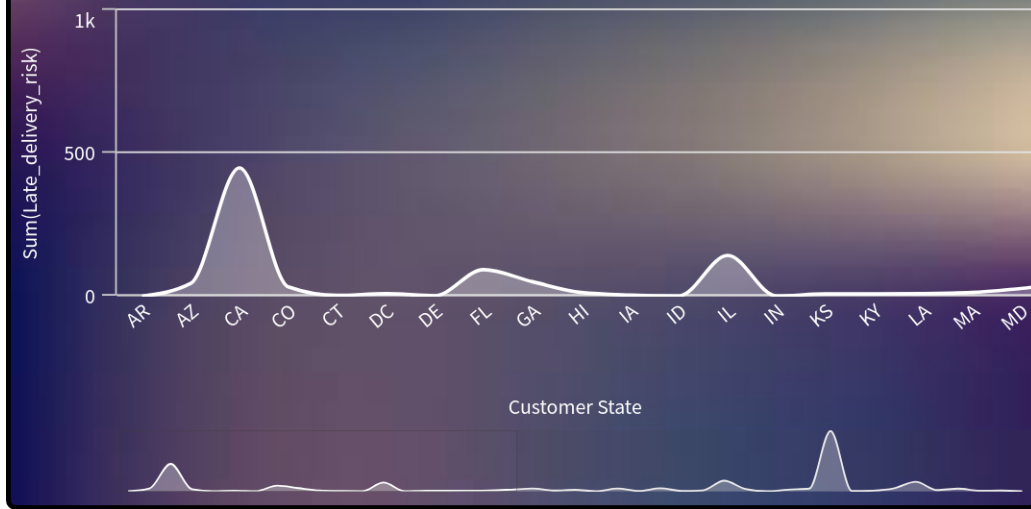 1k
500
0
Sum(Late_delivery_risk)
AR AZ CA CO CT DC DE FL GA HI IA ID IL IN KS KY LA MA MD
Customer State